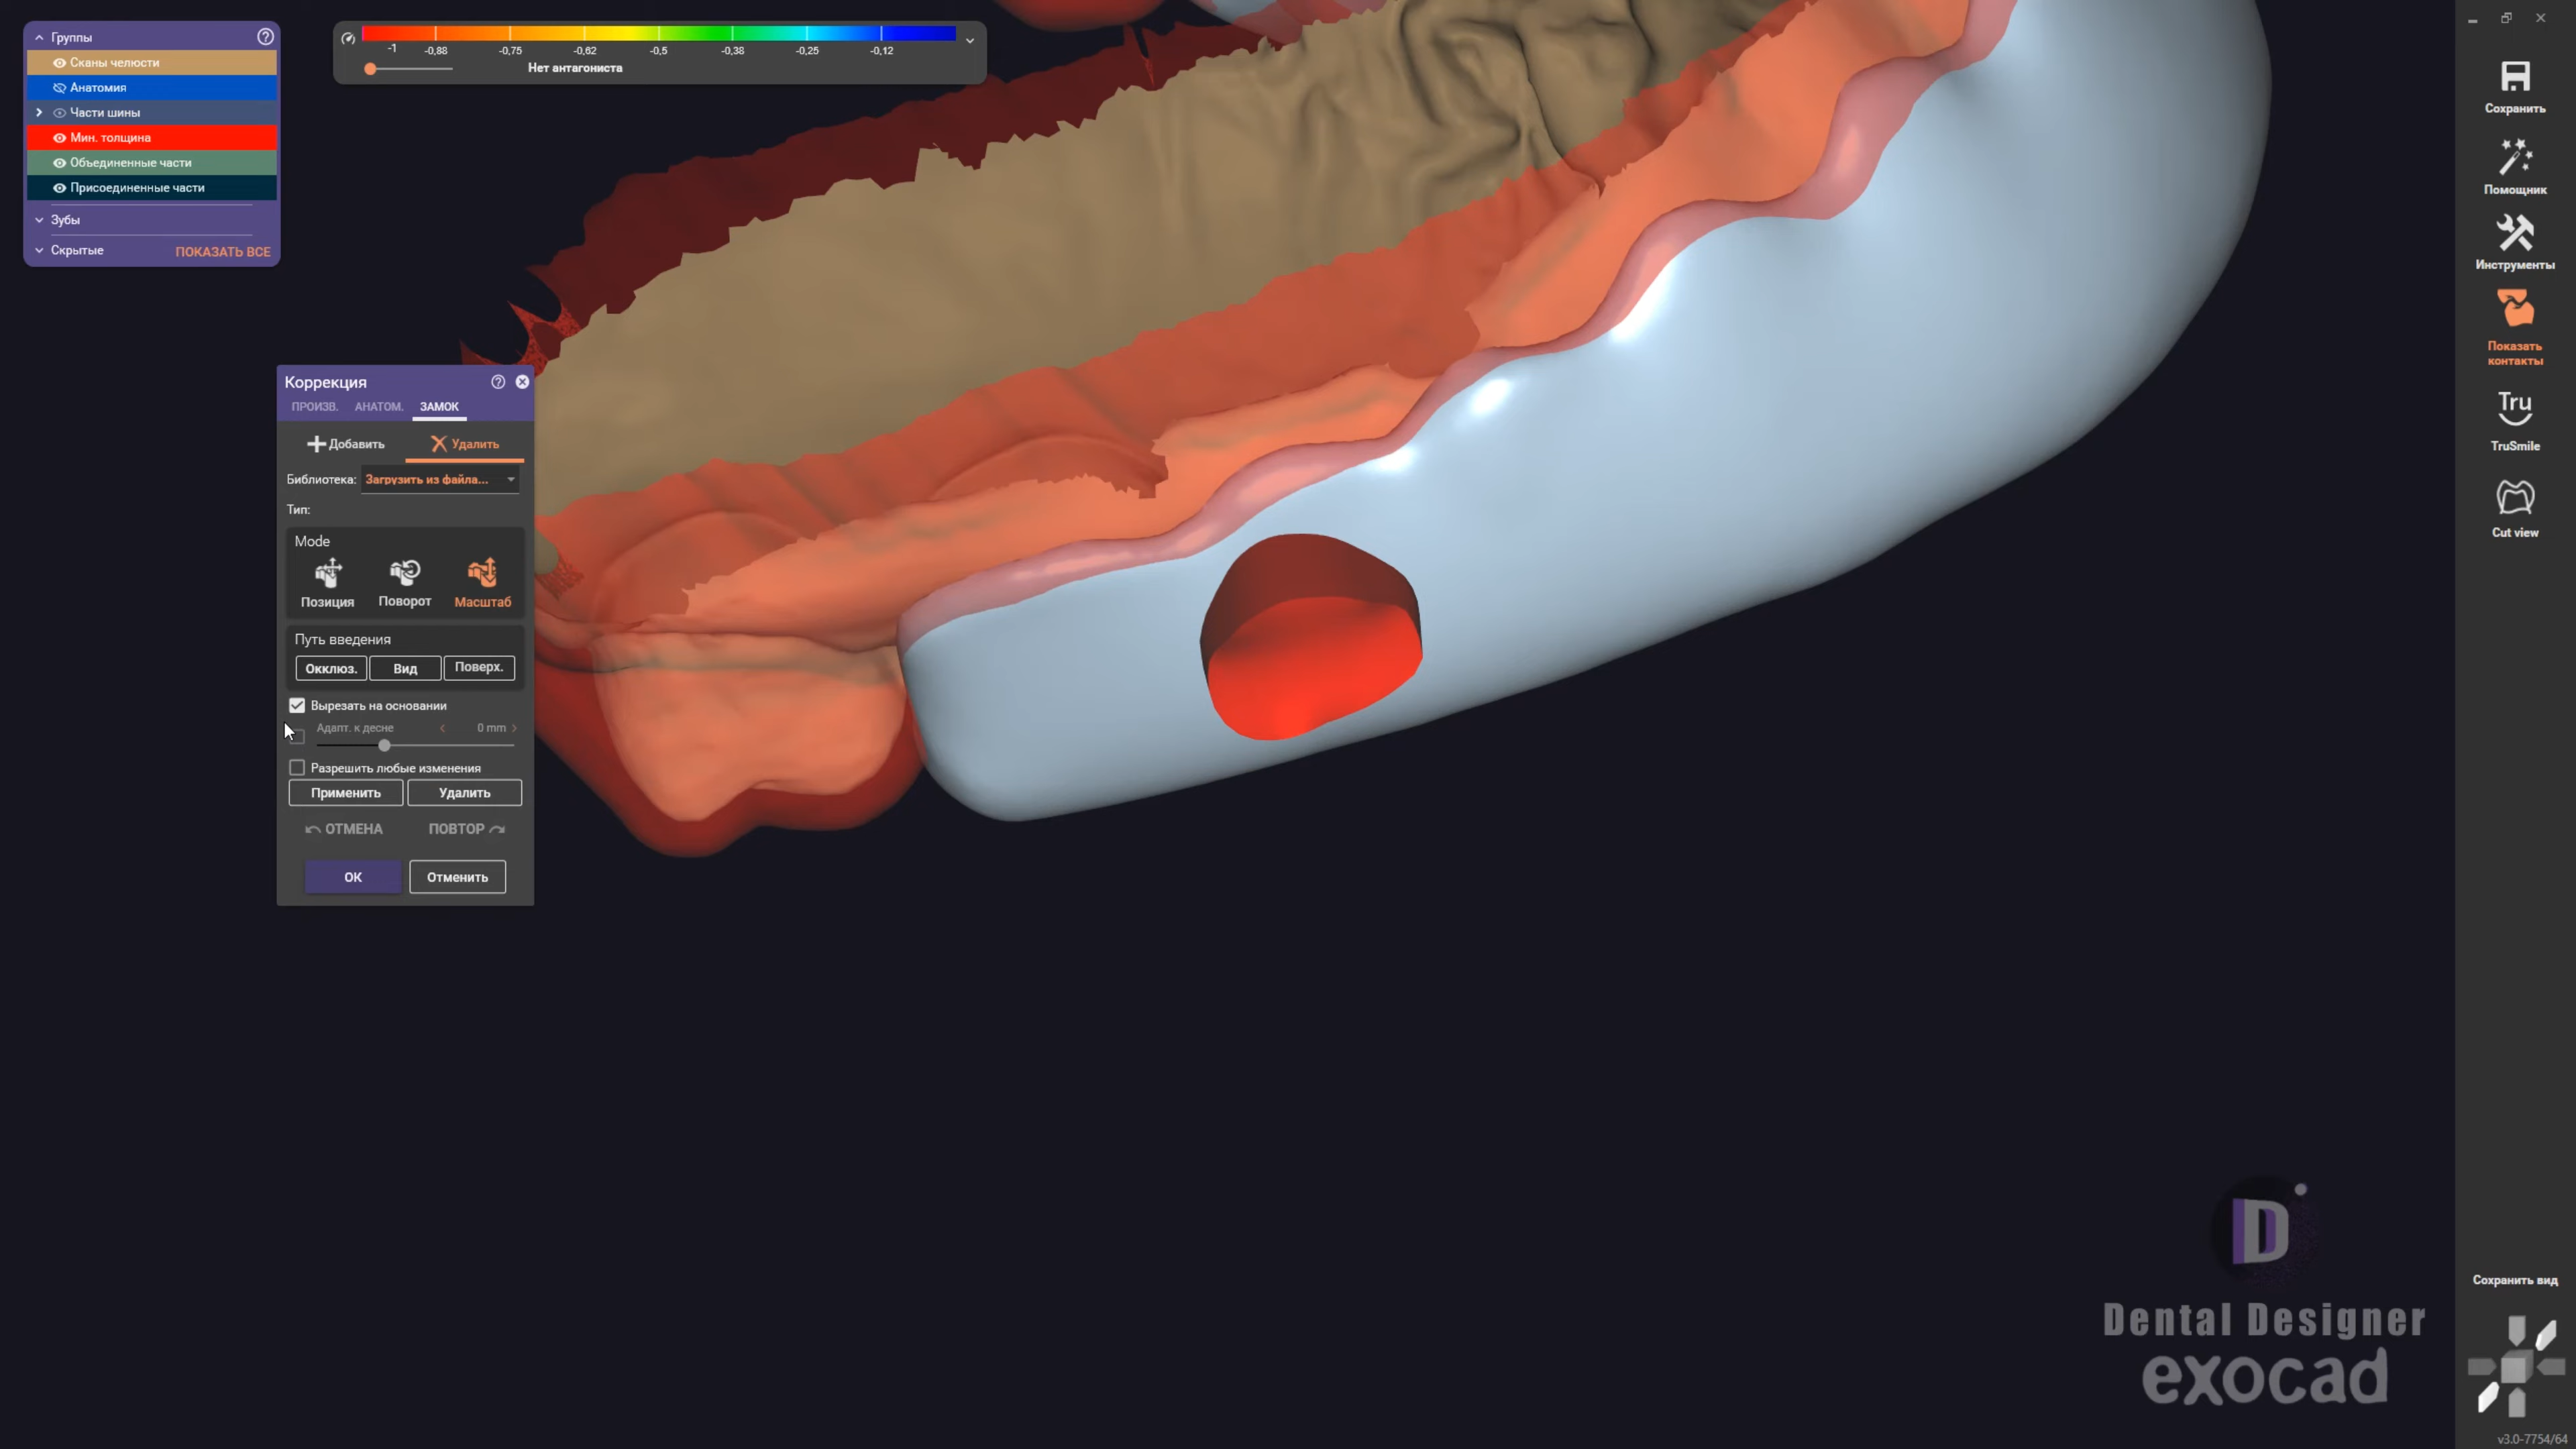 Группы
Сканы челюсти
Анатомия
Части шины
Мин. толщина
Объединенные части
Присоединенные части
Зубы
Скрытые ПОКАЗАТЬ ВСЕ
-1 -0,88 -0,75 -0,62 -0,5 -0,38 -0,25 -0,12
Нет антагониста
Коррекция
ПРОИЗВ. АНАТОМ. ЗАМОК
Добавить Удалить
Библиотека: Загрузить из файла...
Тип:
Mode
Позиция Поворот Масштаб
Путь введения
Окклюз. Вид Поверх.
Вырезать на основании
Адапт. к десне 0 mm
Разрешить любые изменения
Применить Удалить
ОТМЕНА ПОВТОР
OK Отменить
Сохранить
Помощник
Инструменты
Показать
контакты
Tru
TruSmile
Cut view
Сохранить вид
v3.0-7754/64
D
Dental Designer
exocad